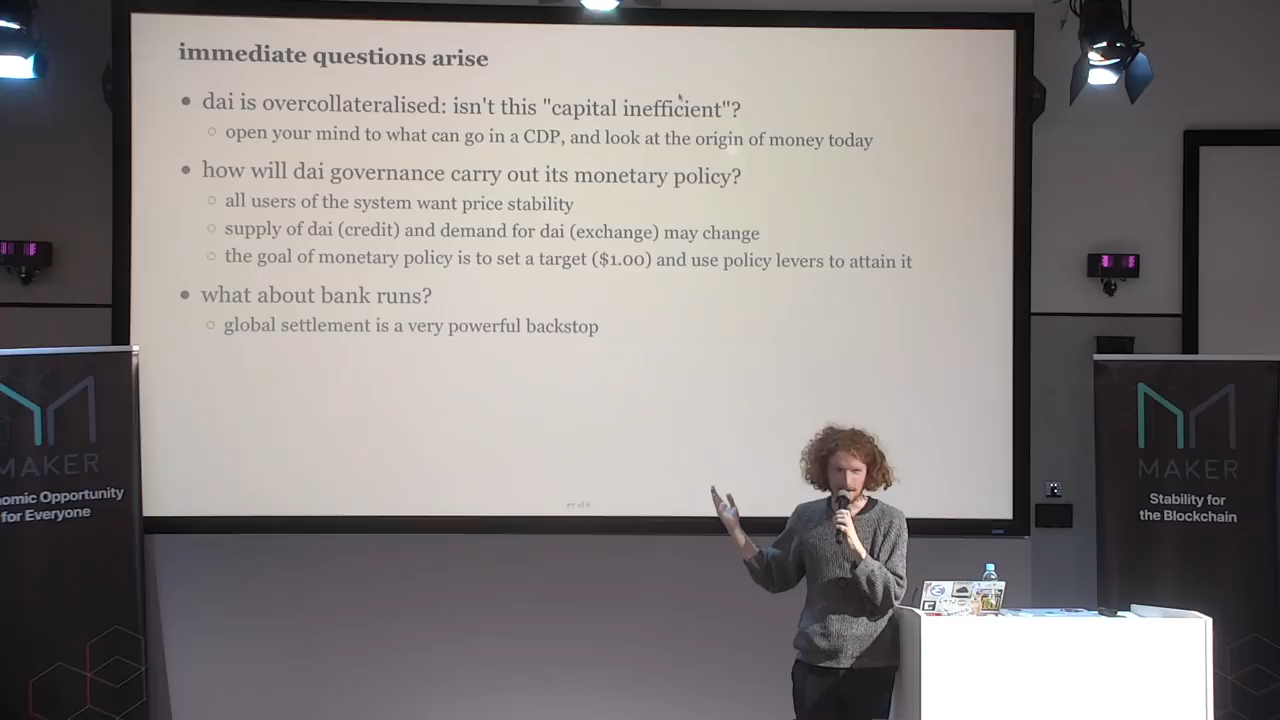 immediate questions arise
dai is overcollateralised: isn't this "capital inefficient"?
open your mind to what can go in a CDP, and look at the origin of money today
how will dai governance carry out its monetary policy?
all users of the system want price stability
supply of dai (credit) and demand for dai (exchange) may change
the goal of monetary policy is to set a target ($1.00) and use policy levers to attain it
what about bank runs?
global settlement is a very powerful backstop
MAKER
nomic Opportunity
for Everyone
MAKER
Stability for
the Blockchain